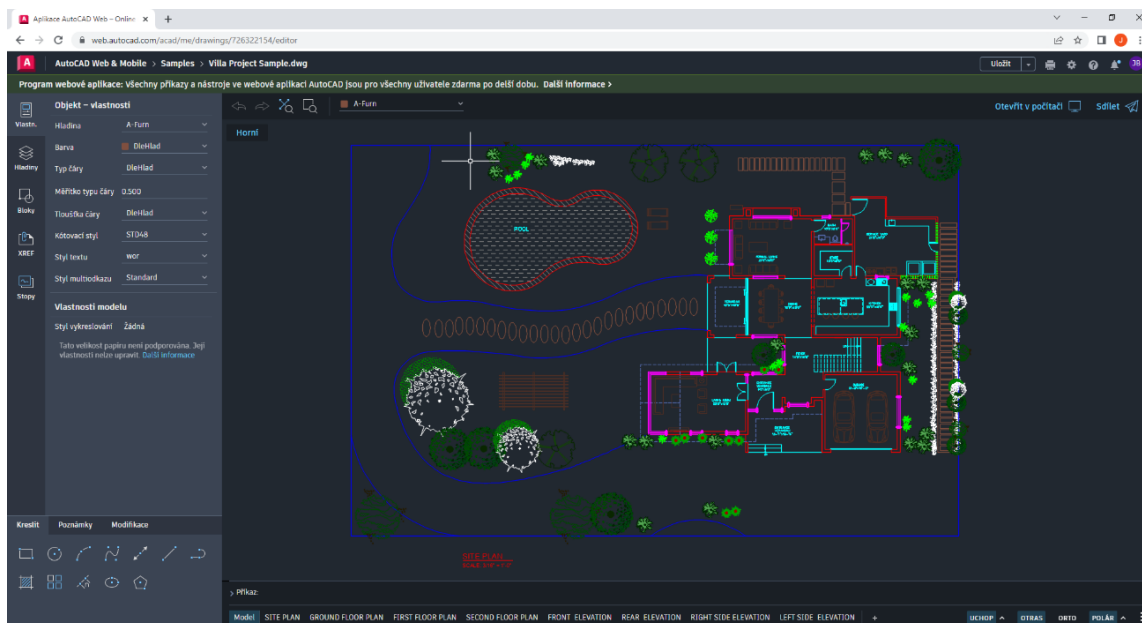 Aplikace AutoCAD Web – Online
web.autocad.com/acad/me/drawings/726322154/editor
J
A
AutoCAD Web & Mobile > Samples > Villa Project Sample.dwg
Uložit
JB
Program webové aplikace: Všechny příkazy a nástroje ve webové aplikaci AutoCAD jsou pro všechny uživatele zdarma po delší dobu. Další informace >
Vlastn.
Hladiny
Bloky
XREF
Stopy
Objekt – vlastnosti
Hladina A-Furn
Barva DleHlad
Typ čáry DleHlad
Měřítko typu čáry 0.500
Tloušťka čáry DleHlad
Kótovací styl STD48
Styl textu wor
Styl multiodkazu Standard
Vlastnosti modelu
Styl vykreslování Žádná
Tato velikost papíru není podporována. Její
vlastnosti nelze upravit. Další informace
A-Furn
Otevřít v počítači
Sdílet
Horní
POOL
SITE PLAN
Kreslit Poznámky Modifikace
Příkaz:
Model SITE PLAN GROUND FLOOR PLAN FIRST FLOOR PLAN SECOND FLOOR PLAN FRONT ELEVATION REAR ELEVATION RIGHT SIDE ELEVATION LEFT SIDE ELEVATION +
UCHOP OTRAS ORTO POLÁR